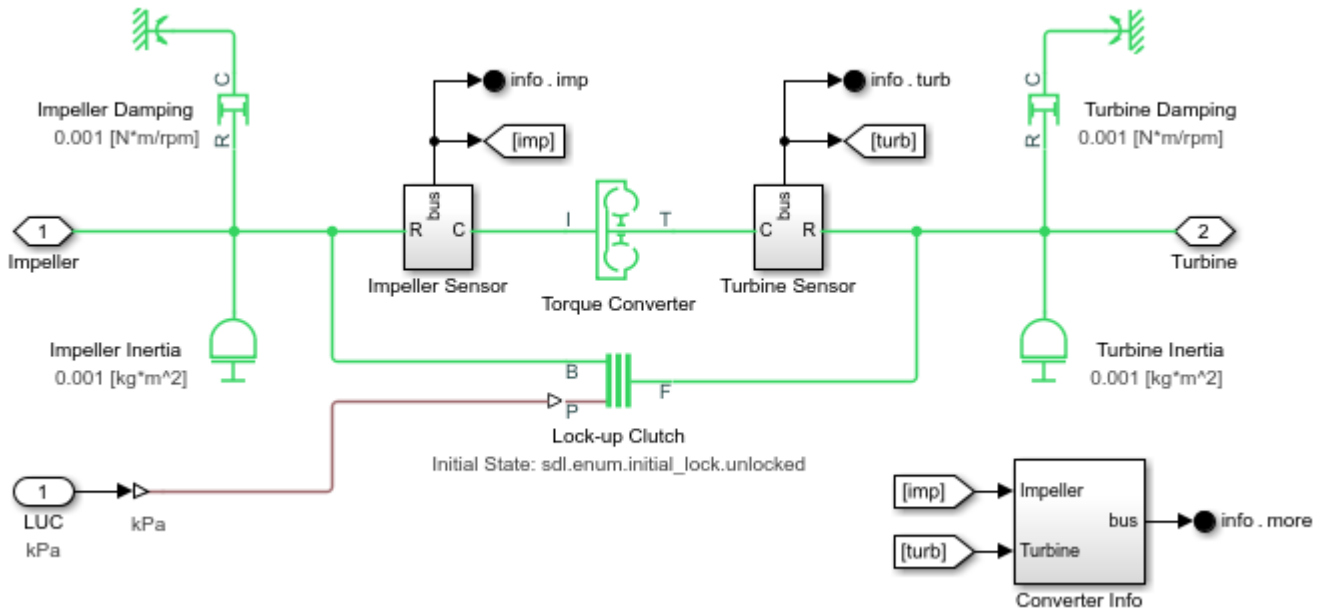 info . imp
info . turb
C
C
Impeller Damping
0.001 [N*m/rpm]
R
[imp]
[turb]
R
Turbine Damping
0.001 [N*m/rpm]
bus
bus
1
Impeller
R
C
Impeller Sensor
I
T
Torque Converter
C
R
Turbine Sensor
2
Turbine
Impeller Inertia
0.001 [kg*m^2]
B
P
F
Turbine Inertia
0.001 [kg*m^2]
Lock-up Clutch
Initial State: sdl.enum.initial_lock.unlocked
1
LUC
kPa
kPa
[imp]
[turb]
Impeller
Turbine
bus
info . more
Converter Info